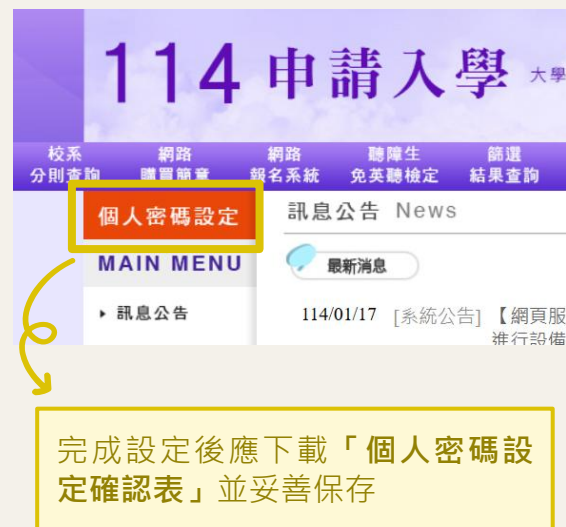 114 申請入學 大學
校系 網路 網路 聽障生 篩選
分則查詢 購買簡章 報名系統 免英聽檢定 結果查詢
個人密碼設定 訊息公告 News
MAIN MENU 最新消息
訊息公告 114/01/17 [系統公告] 【網頁服
進行設備
完成設定後應下載「個人密碼設
定確認表」並妥善保存